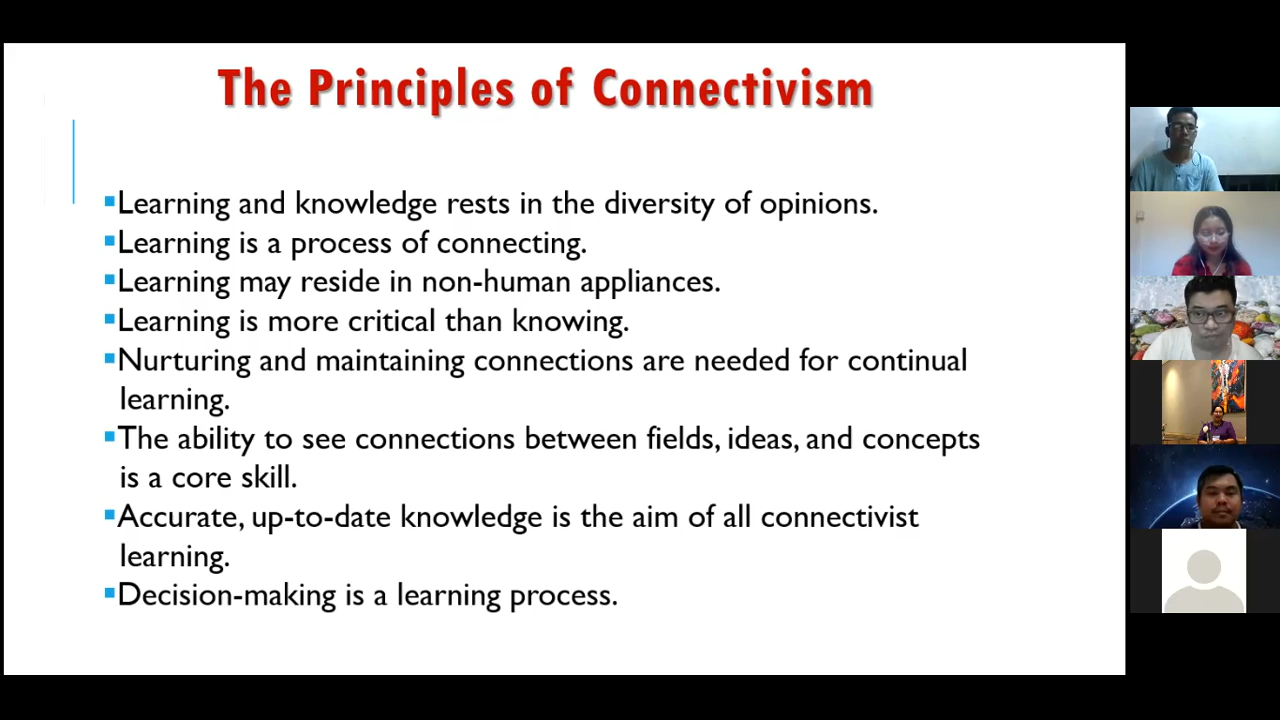 The Principles of Connectivism
▪Learning and knowledge rests in the diversity of opinions.
▪Learning is a process of connecting.
▪Learning may reside in non-human appliances.
▪Learning is more critical than knowing.
▪Nurturing and maintaining connections are needed for continual
learning.
▪The ability to see connections between fields, ideas, and concepts
is a core skill.
▪Accurate, up-to-date knowledge is the aim of all connectivist
learning.
▪Decision-making is a learning process.